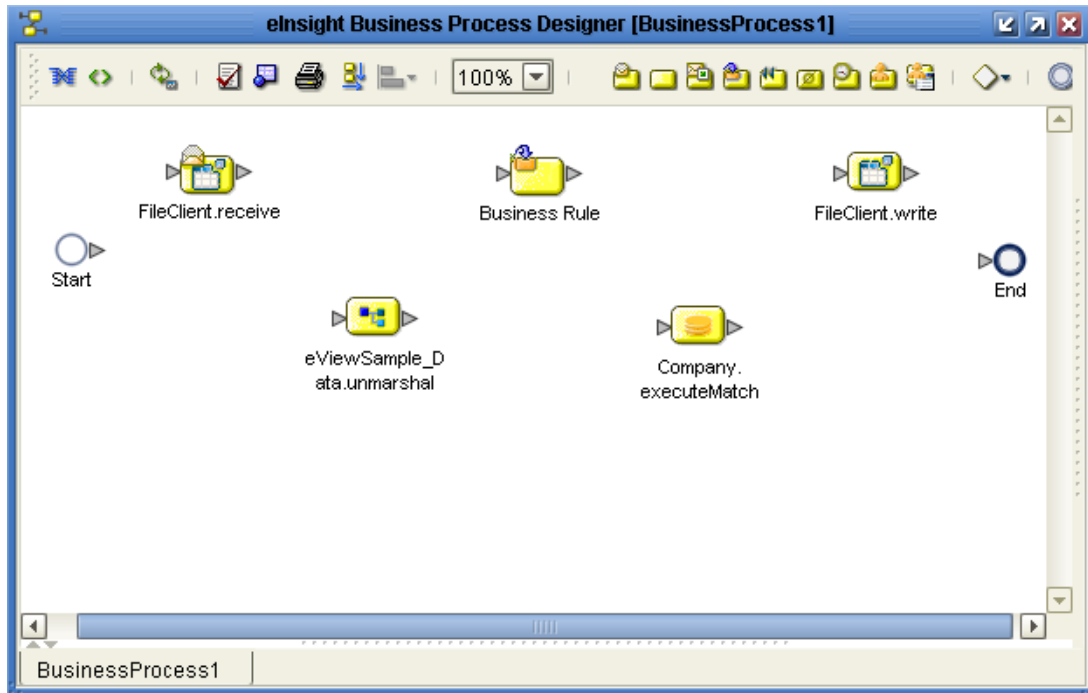 eInsight Business Process Designer [BusinessProcess1]
100%
FileClient.receive
Business Rule
FileClient.write
Start
End
eViewSample_D
ata.unmarshal
Company.
executeMatch
BusinessProcess1